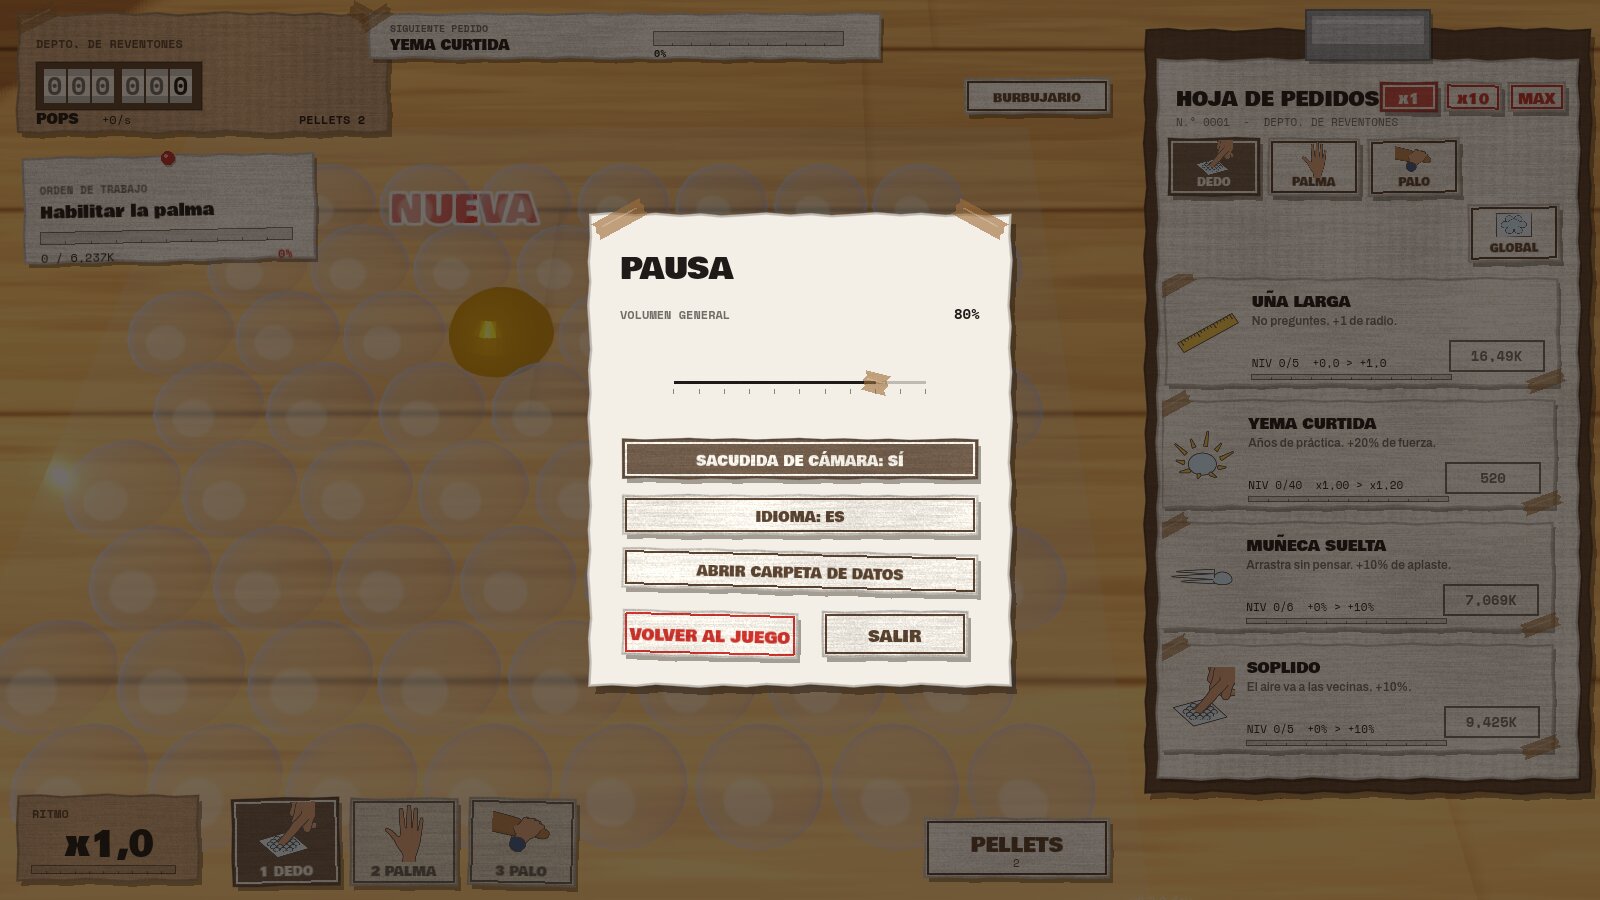 DEPTO. DE REVENTONES
000 000
POPS +0/s PELLETS 2
SIGUIENTE PEDIDO
YEMA CURTIDA
0%
BURBUJARIO
ORDEN DE TRABAJO
Habilitar la palma
0 / 6,237K 0%
NUEVA
PAUSA
VOLUMEN GENERAL 80%
SACUDIDA DE CÁMARA: SÍ
IDIOMA: ES
ABRIR CARPETA DE DATOS
VOLVER AL JUEGO
SALIR
HOJA DE PEDIDOS x1 x10 MAX
N.° 0001 - DEPTO. DE REVENTONES
DEDO PALMA PALO
GLOBAL
UÑA LARGA
No preguntes. +1 de radio.
NIV 0/5 +0,0 > +1,0 16,49K
YEMA CURTIDA
Años de práctica. +20% de fuerza.
NIV 0/40 x1,00 > x1,20 520
MUÑECA SUELTA
Arrastra sin pensar. +10% de aplaste.
NIV 0/6 +0% > +10% 7,069K
SOPLIDO
El aire va a las vecinas. +10%.
NIV 0/5 +0% > +10% 9,425K
RITMO
x1,0
1 DEDO 2 PALMA 3 PALO
PELLETS
2